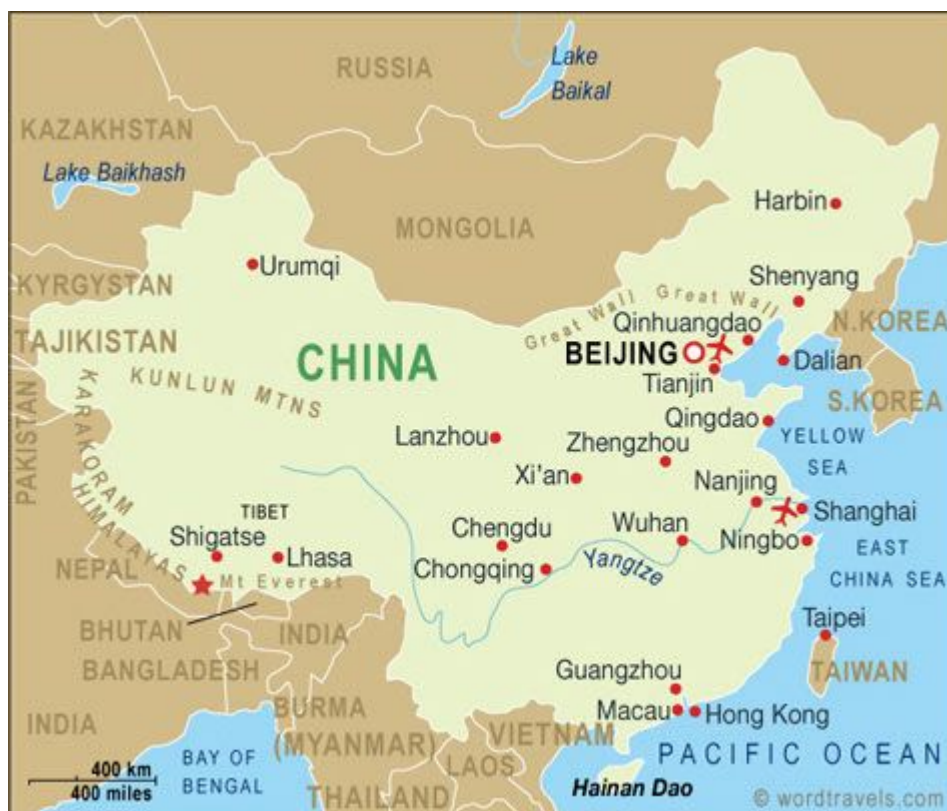 RUSSIA
Lake
Baikal
KAZAKHSTAN
Lake Baikhash
MONGOLIA
Harbin
Urumqi
KYRGYSTAN
Shenyang
Great Wall
Great Wall
Qinhuangdao
N.KOREA
TAJIKISTAN
CHINA
BEIJING
Dalian
Tianjin
KUNLUN MTNS
S.KOREA
KARAKORAM
PAKISTAN
Qingdao
YELLOW
SEA
Lanzhou
Zhengzhou
Xi'an
Nanjing
HIMALAYAS
TIBET
Shanghai
Shigatse
Lhasa
Chengdu
Wuhan
Ningbo
EAST
CHINA SEA
NEPAL
Mt Everest
Chongqing
Yangtze
BHUTAN
INDIA
Taipei
BANGLADESH
Guangzhou
TAIWAN
INDIA
BURMA
(MYANMAR)
Macau
Hong Kong
VIETNAM
PACIFIC OCEAN
BAY OF
BENGAL
LAOS
400 km
400 miles
THAILAND
Hainan Dao
© wordtravels.com